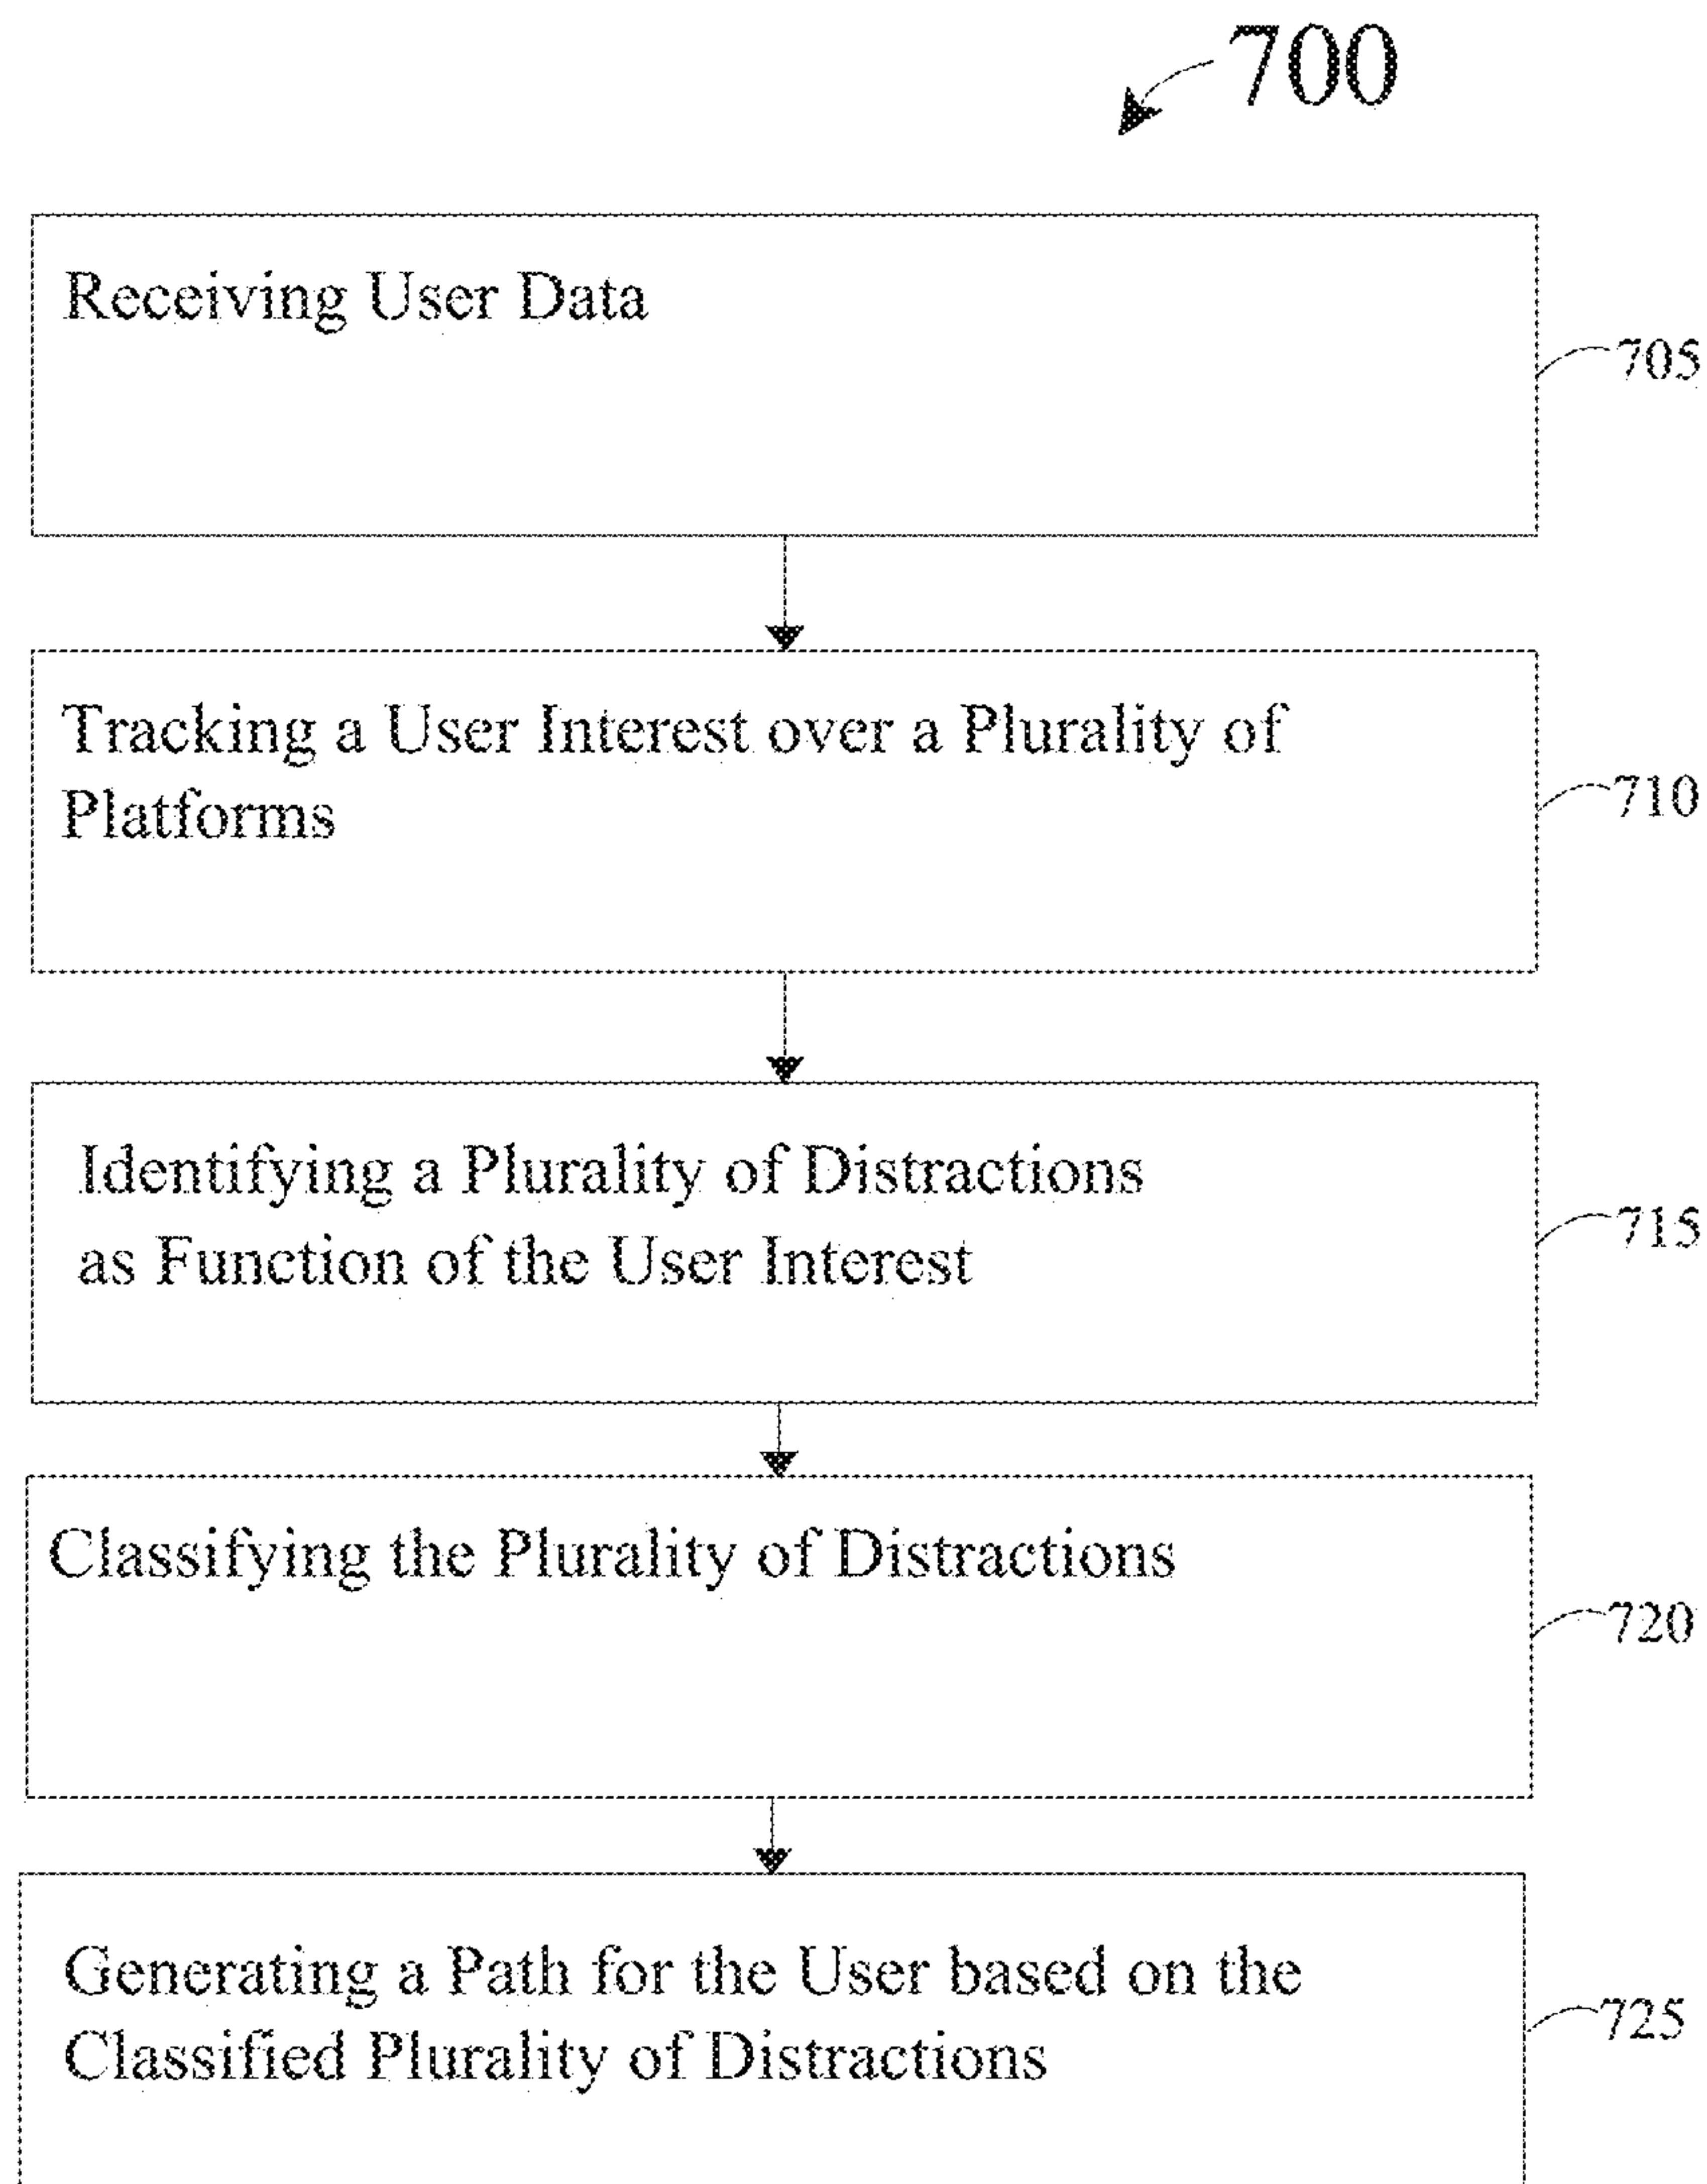 700
Receiving User Data
705
Tracking a User Interest over a Plurality of
Platforms
710
Identifying a Plurality of Distractions
as Function of the User Interest
715
Classifying the Plurality of Distractions
720
Generating a Path for the User based on the
Classified Plurality of Distractions
725